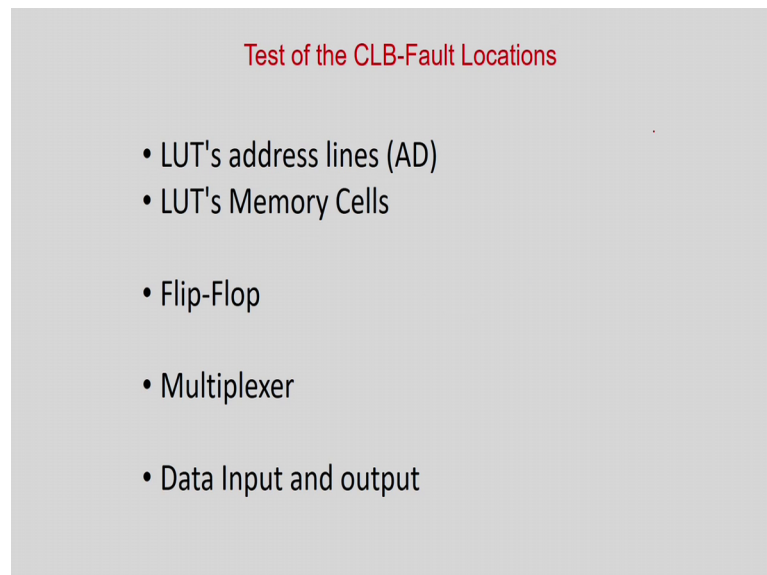 Test of the CLB-Fault Locations
• LUT's address lines (AD)
• LUT's Memory Cells
• Flip-Flop
• Multiplexer
• Data Input and output